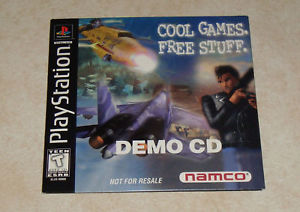 PlayStation
COOL GAMES.
FREE STUFF.
DEMO CD
NOT FOR RESALE
namco
TEEN
T
ESRB